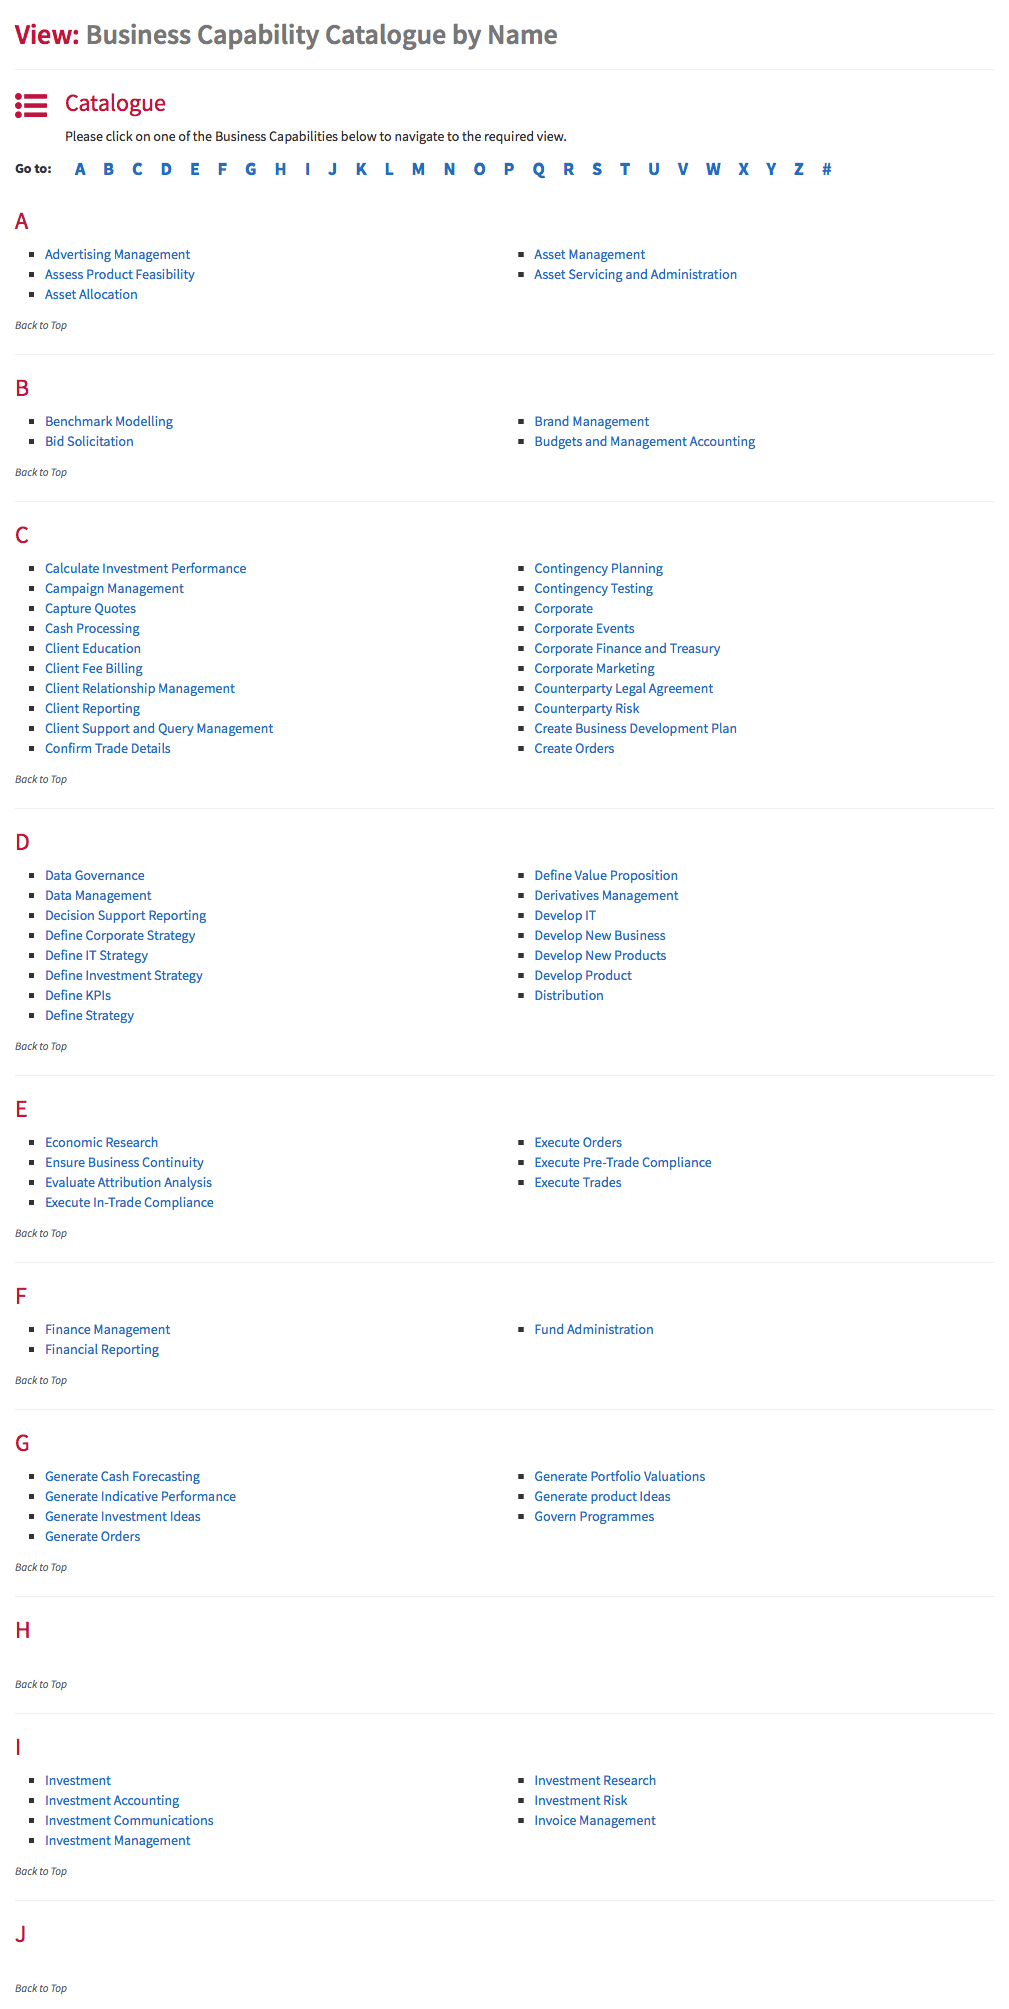 View: Business Capability Catalogue by Name
Catalogue
Please click on one of the Business Capabilities below to navigate to the required view.
Go to: A B C D E F G H I J K L M N O P Q R S T U V W X Y Z #
A
Advertising Management
Assess Product Feasibility
Asset Allocation
Asset Management
Asset Servicing and Administration
Back to Top
B
Benchmark Modelling
Bid Solicitation
Brand Management
Budgets and Management Accounting
Back to Top
C
Calculate Investment Performance
Campaign Management
Capture Quotes
Cash Processing
Client Education
Client Fee Billing
Client Relationship Management
Client Reporting
Client Support and Query Management
Confirm Trade Details
Contingency Planning
Contingency Testing
Corporate
Corporate Events
Corporate Finance and Treasury
Corporate Marketing
Counterparty Legal Agreement
Counterparty Risk
Create Business Development Plan
Create Orders
Back to Top
D
Data Governance
Data Management
Decision Support Reporting
Define Corporate Strategy
Define IT Strategy
Define Investment Strategy
Define KPIs
Define Strategy
Define Value Proposition
Derivatives Management
Develop IT
Develop New Business
Develop New Products
Develop Product
Distribution
Back to Top
E
Economic Research
Ensure Business Continuity
Evaluate Attribution Analysis
Execute In-Trade Compliance
Execute Orders
Execute Pre-Trade Compliance
Execute Trades
Back to Top
F
Finance Management
Financial Reporting
Fund Administration
Back to Top
G
Generate Cash Forecasting
Generate Indicative Performance
Generate Investment Ideas
Generate Orders
Generate Portfolio Valuations
Generate product Ideas
Govern Programmes
Back to Top
H
Back to Top
I
Investment
Investment Accounting
Investment Communications
Investment Management
Investment Research
Investment Risk
Invoice Management
Back to Top
J
Back to Top